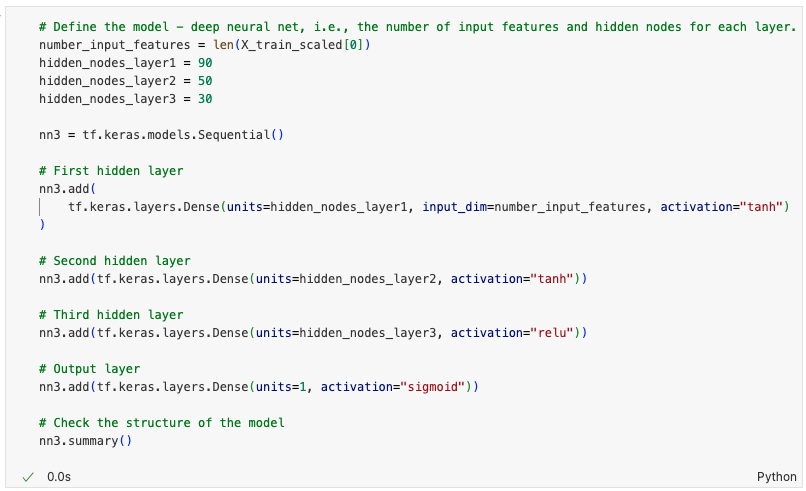 # Define the model – deep neural net, i.e., the number of input features and hidden nodes for each layer.
number_input_features = len(X_train_scaled[0])
hidden_nodes_layer1 = 90
hidden_nodes_layer2 = 50
hidden_nodes_layer3 = 30

nn3 = tf.keras.models.Sequential()

# First hidden layer
nn3.add(
    tf.keras.layers.Dense(units=hidden_nodes_layer1, input_dim=number_input_features, activation="tanh")
)

# Second hidden layer
nn3.add(tf.keras.layers.Dense(units=hidden_nodes_layer2, activation="tanh"))

# Third hidden layer
nn3.add(tf.keras.layers.Dense(units=hidden_nodes_layer3, activation="relu"))

# Output layer
nn3.add(tf.keras.layers.Dense(units=1, activation="sigmoid"))

# Check the structure of the model
nn3.summary()
0.0s Python